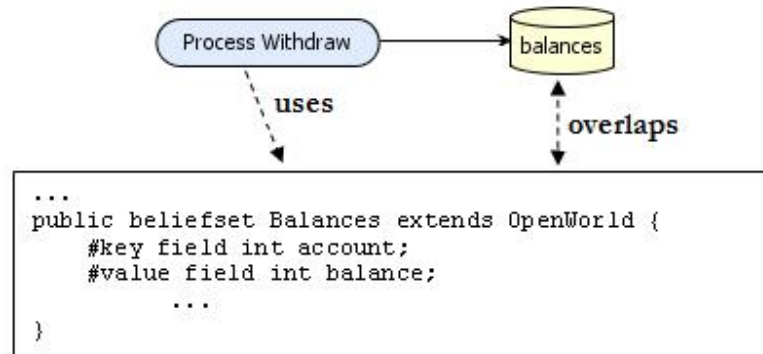 Process Withdraw
balances
uses
overlaps
...
public beliefset Balances extends OpenWorld {
#key field int account;
#value field int balance;
...
}